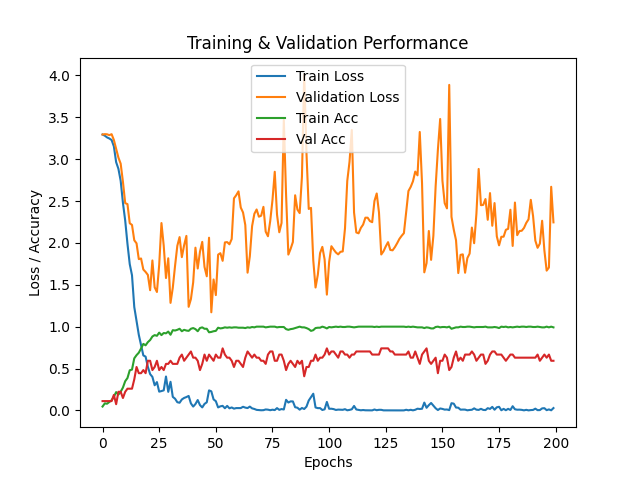 Training & Validation Performance
Train Loss
Validation Loss
Train Acc
Val Acc
Loss / Accuracy
4.0
3.5
3.0
2.5
2.0
1.5
1.0
0.5
0.0
0
25
50
75
100
125
150
175
200
Epochs